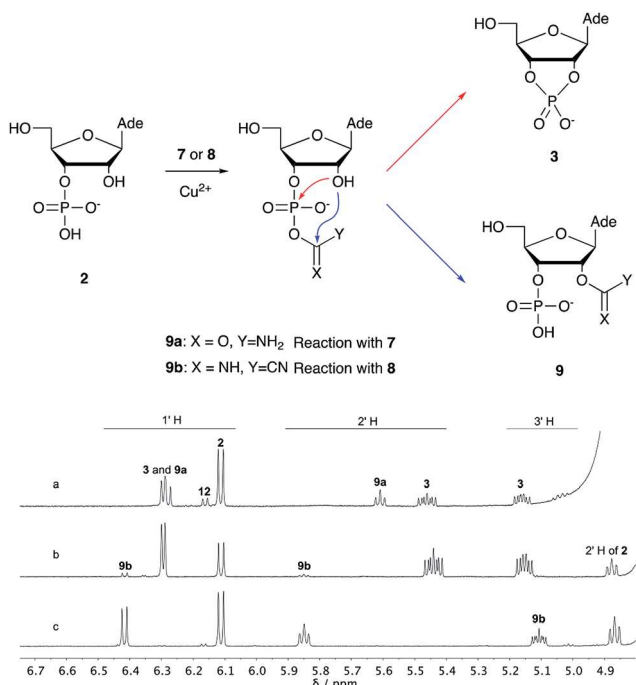 HO
O
Ade
O
OH
O=P–O⁻
OH
2
7 or 8
Cu²⁺
HO
O
Ade
O
OH
O=P–O⁻
O
Y
X
HO
O
Ade
O
O
P
O
O⁻
3
HO
O
Ade
O
O
Y
O=P–O⁻
X
OH
9
9a: X = O, Y=NH₂ Reaction with 7
9b: X = NH, Y=CN Reaction with 8
1' H
2' H
3' H
2
3 and 9a
12
9a
3
3
a
b
9b
9b
2' H of 2
c
9b
6.7 6.6 6.5 6.4 6.3 6.2 6.1 6.0 5.9 5.8 5.7 5.6 5.5 5.4 5.3 5.2 5.1 5.0 4.9
δ / ppm